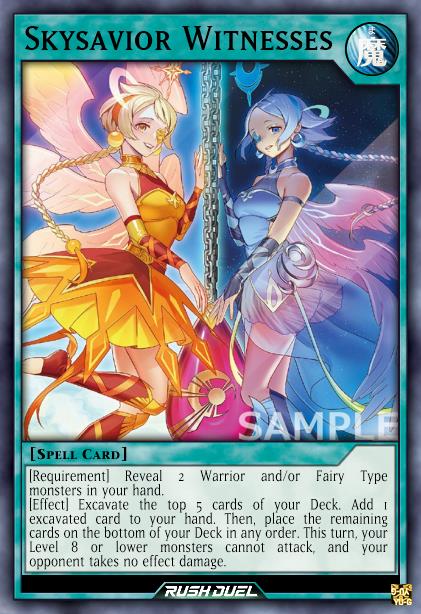 Skysavior Witnesses
ま
魔
SAMPLE
[Spell Card]
[Requirement] Reveal 2 Warrior and/or Fairy Type
monsters in your hand.
[Effect] Excavate the top 5 cards of your Deck. Add 1
excavated card to your hand. Then, place the remaining
cards on the bottom of your Deck in any order. This turn, your
Level 8 or lower monsters cannot attack, and your
opponent takes no effect damage.
RUSH DUEL